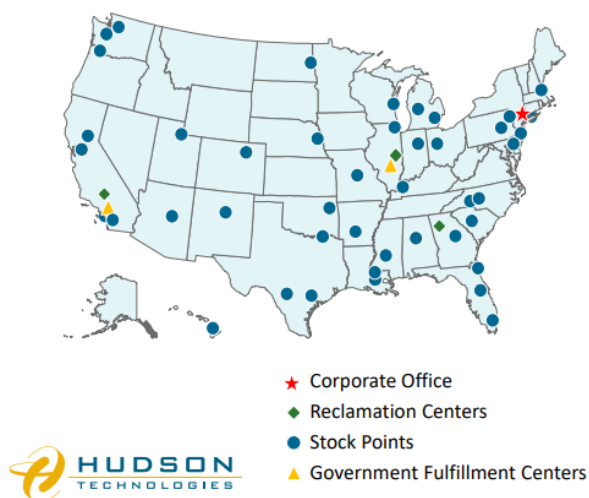 Corporate Office
Reclamation Centers
Stock Points
Government Fulfillment Centers
HUDSON
TECHNOLOGIES